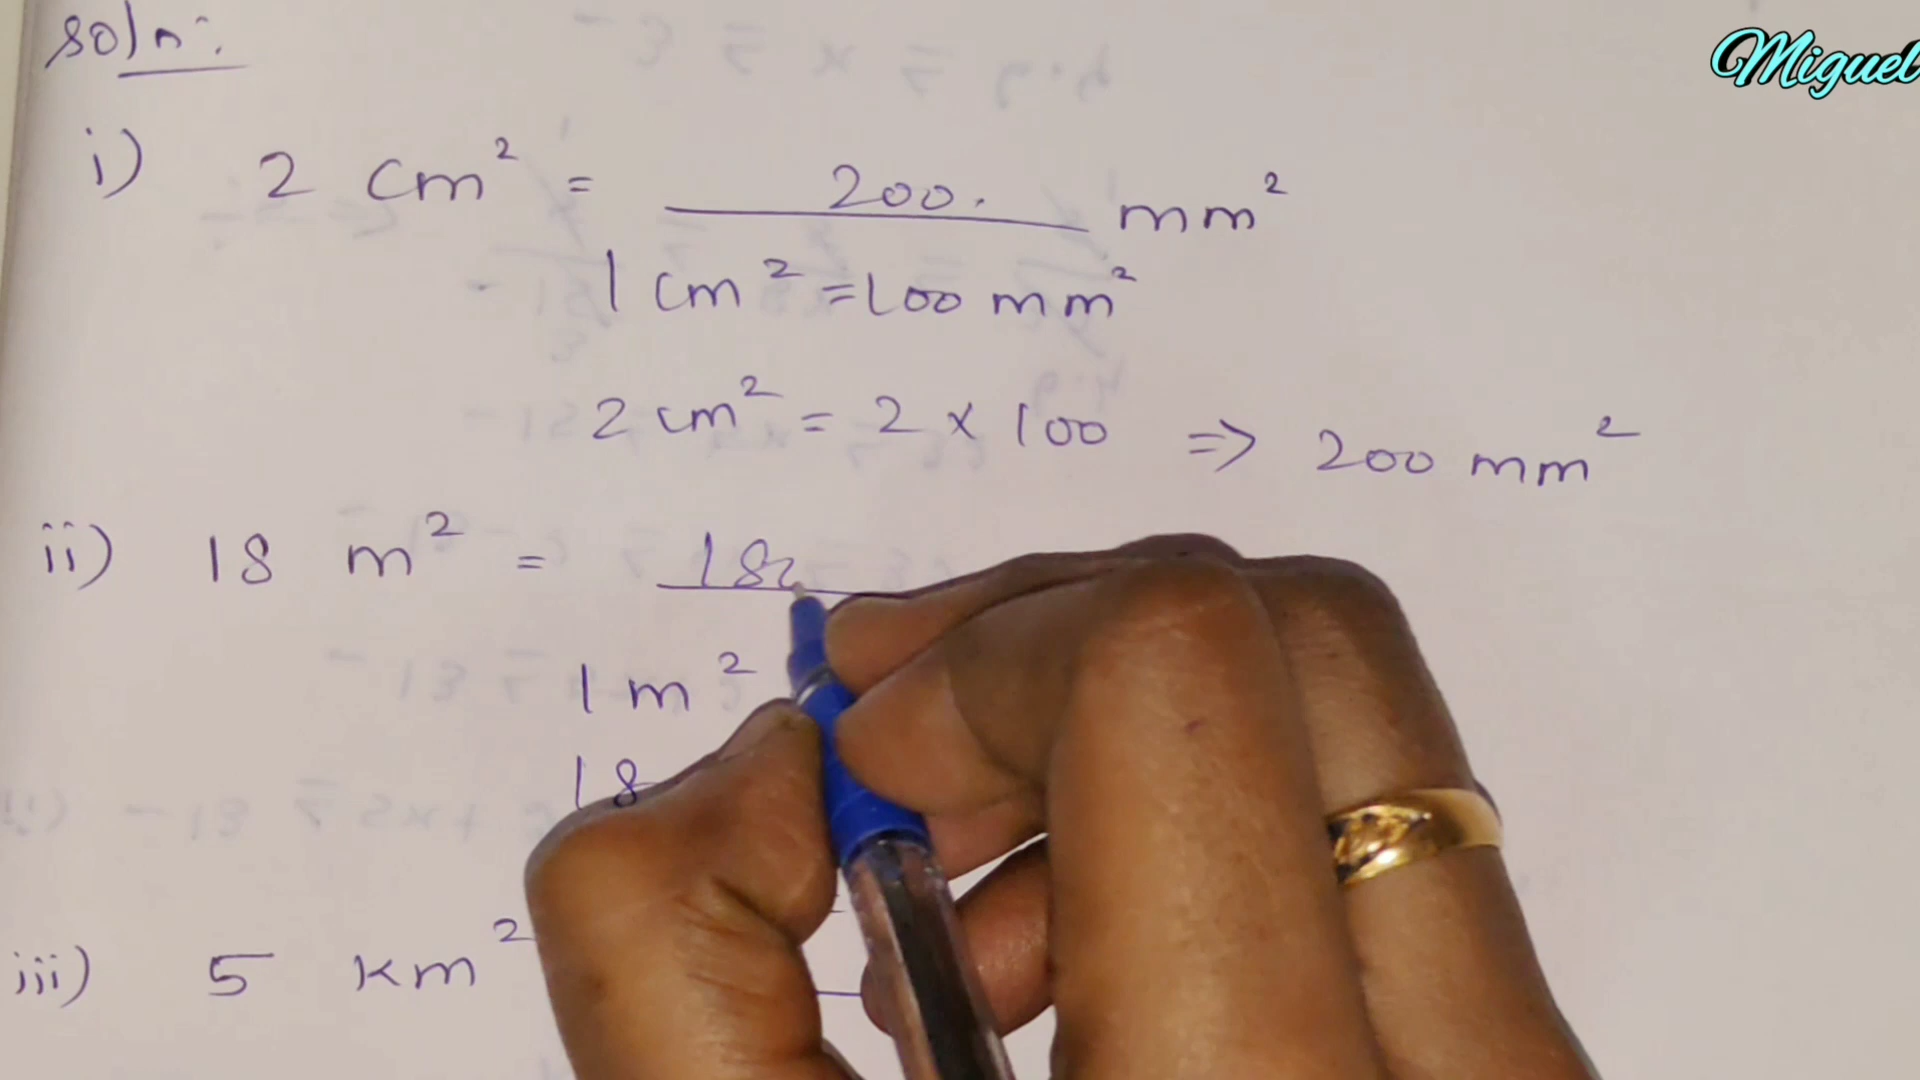 Soln:
Miguel
i) 2 cm² = 200. mm²
1 cm² = 100 mm²
2 cm² = 2 x 100 => 200 mm²
ii) 18 m² = 18
1 m²
18
iii) 5 km²